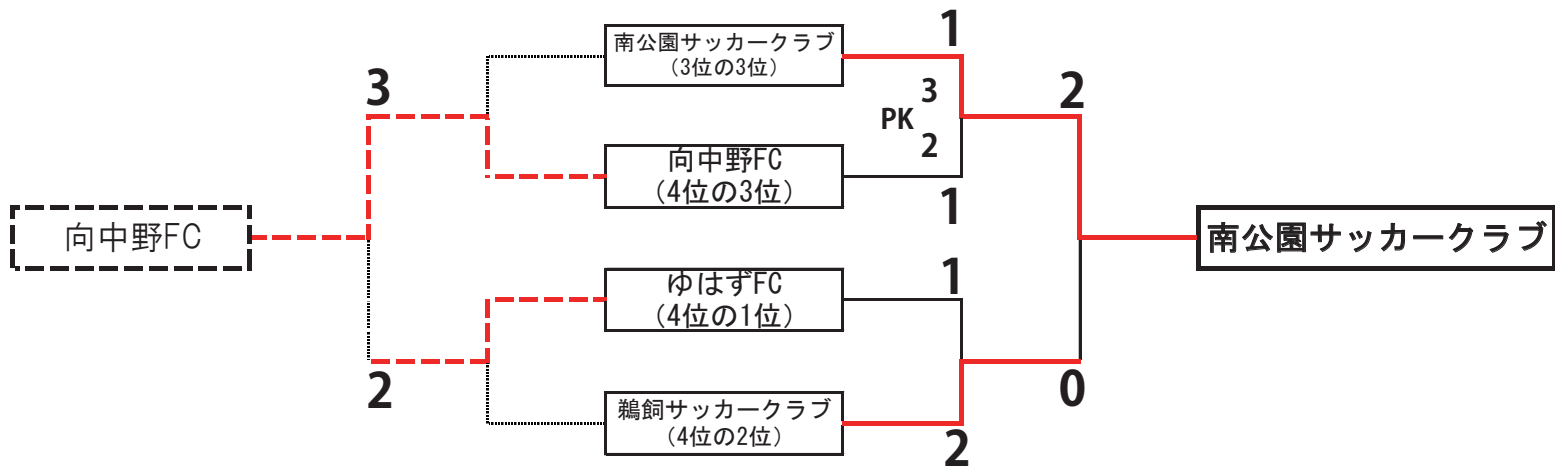 南公園サッカークラブ
(3位の3位)
1
3
PK
3
2
2
向中野FC
(4位の3位)
1
向中野FC
南公園サッカークラブ
ゆはずFC
(4位の1位)
1
2
0
鵜飼サッカークラブ
(4位の2位)
2